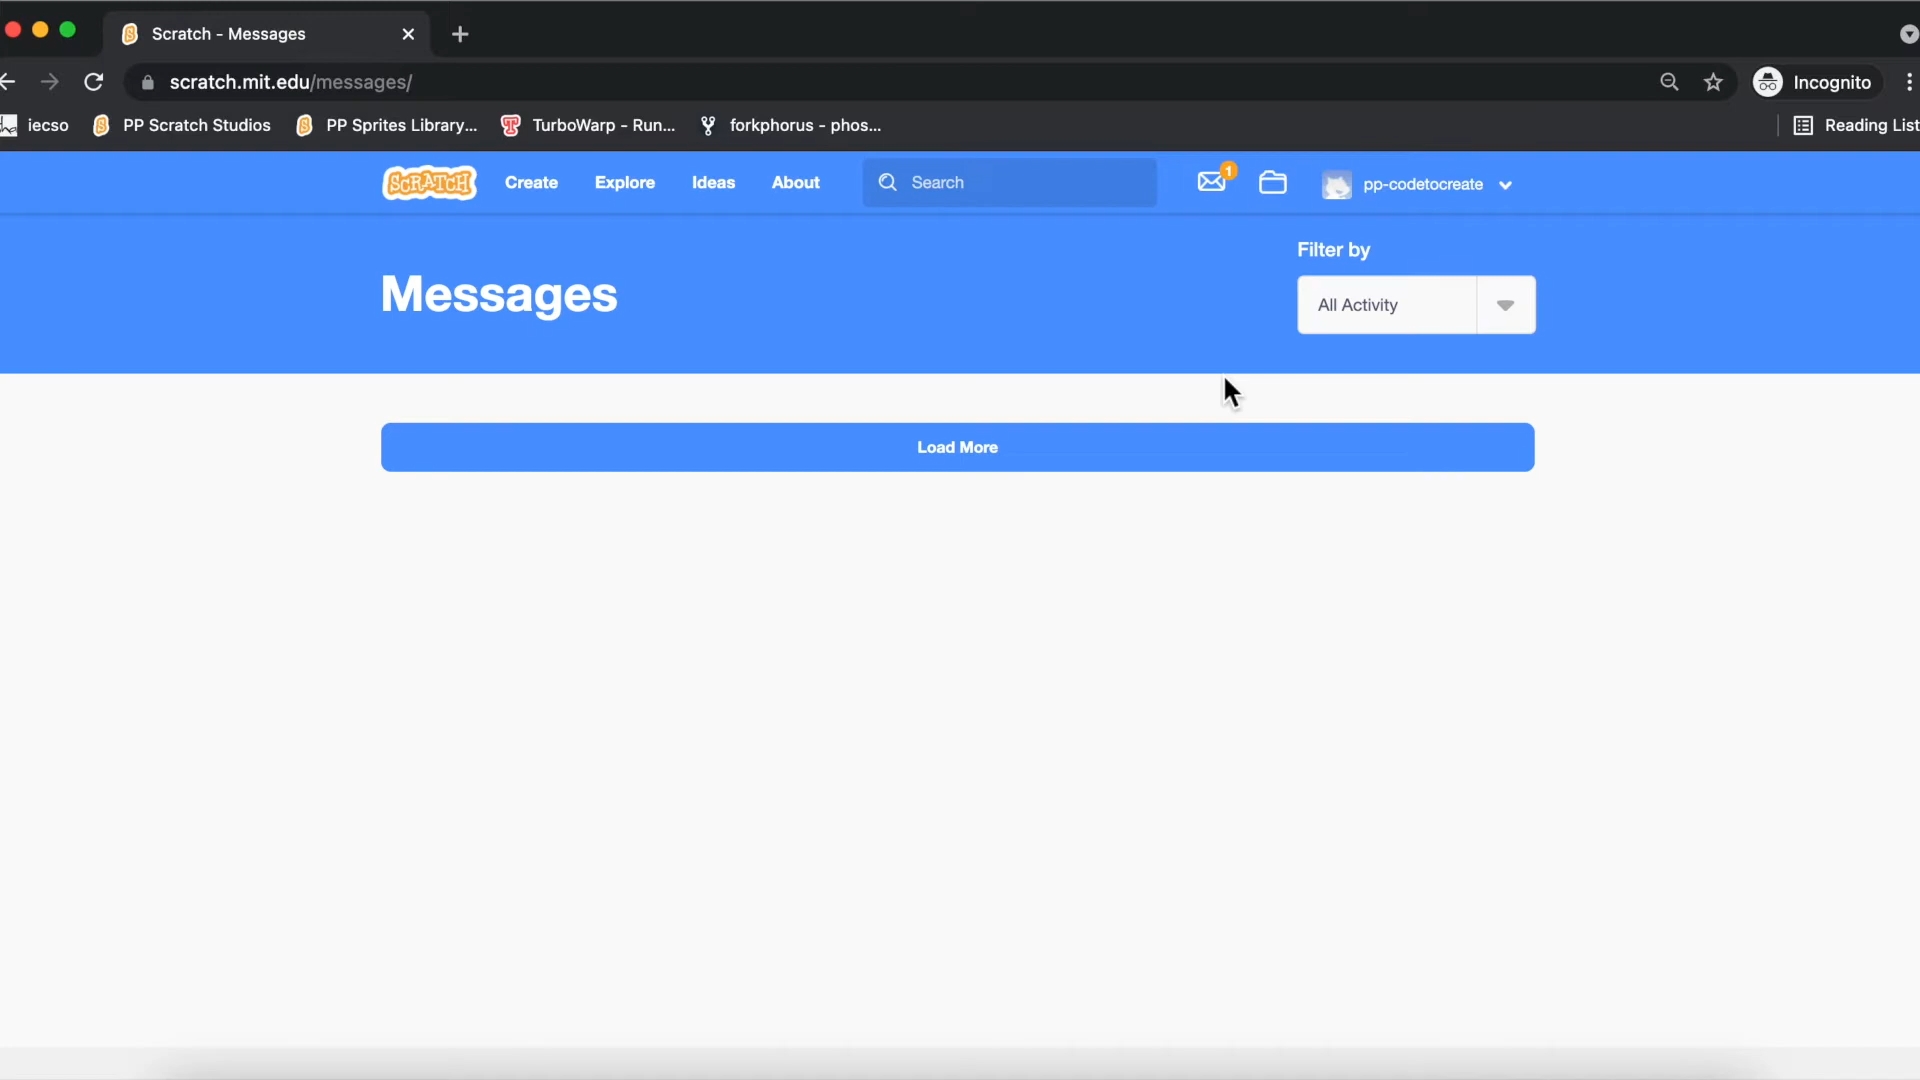 Scratch - Messages
scratch.mit.edu/messages/
Incognito
iecso
PP Scratch Studios
PP Sprites Library...
TurboWarp - Run...
forkphorus - phos...
Reading List
SCRATCH
Create
Explore
Ideas
About
Search
1
pp-codetocreate
Messages
Filter by
All Activity
Load More